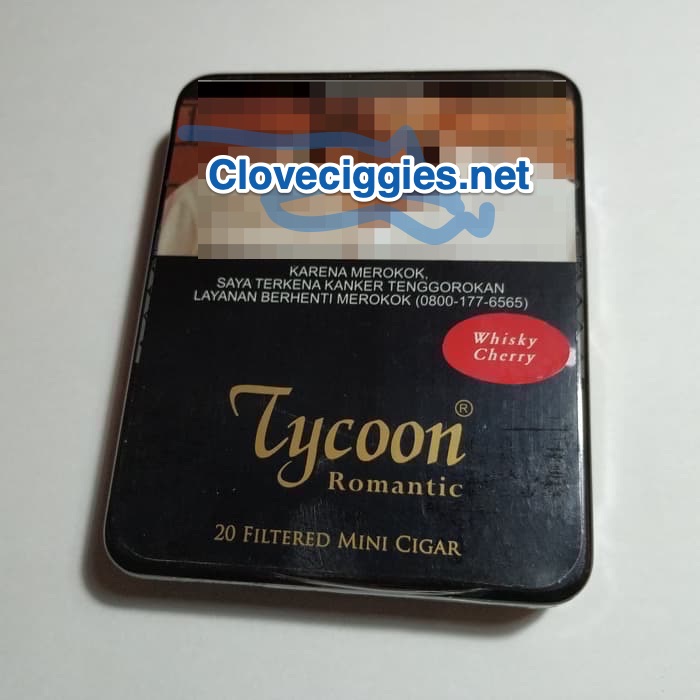 Cloveciggies.net
KARENA MEROKOK,
SAYA TERKENA KANKER TENGGOROKAN
LAYANAN BERHENTI MEROKOK (0800-177-6565)
Whisky
Cherry
Tycoon®
Romantic
20 FILTERED MINI CIGAR